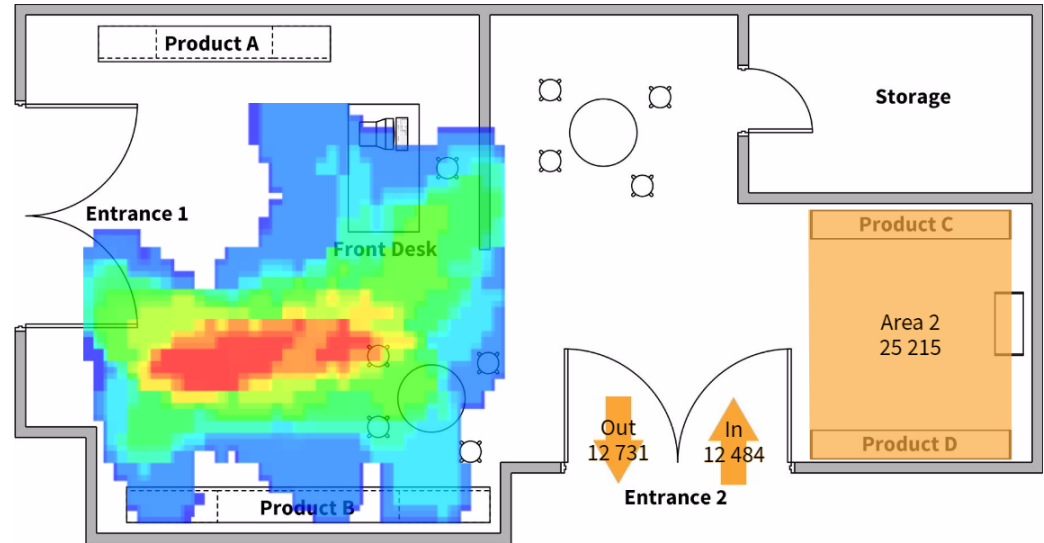 Product A
Storage
Entrance 1
Product C
Front Desk
Area 2
25 215
Out
12 731
In
12 484
Product D
Entrance 2
Product B